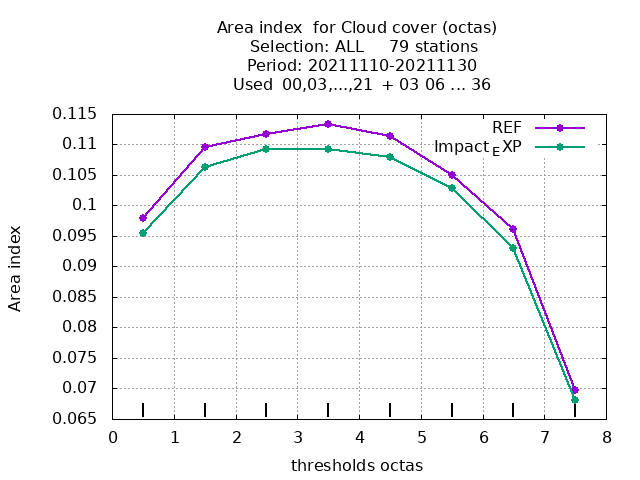 Area index  for Cloud cover (octas)
Selection: ALL     79 stations
Period: 20211110-20211130
Used  00,03,...,21  + 03 06 ... 36
0.115
REF
0.11
Impact EXP
0.105
0.1
0.095
0.09
0.085
0.08
0.075
0.07
0.065
Area index
0 1 2 3 4 5 6 7 8
thresholds octas